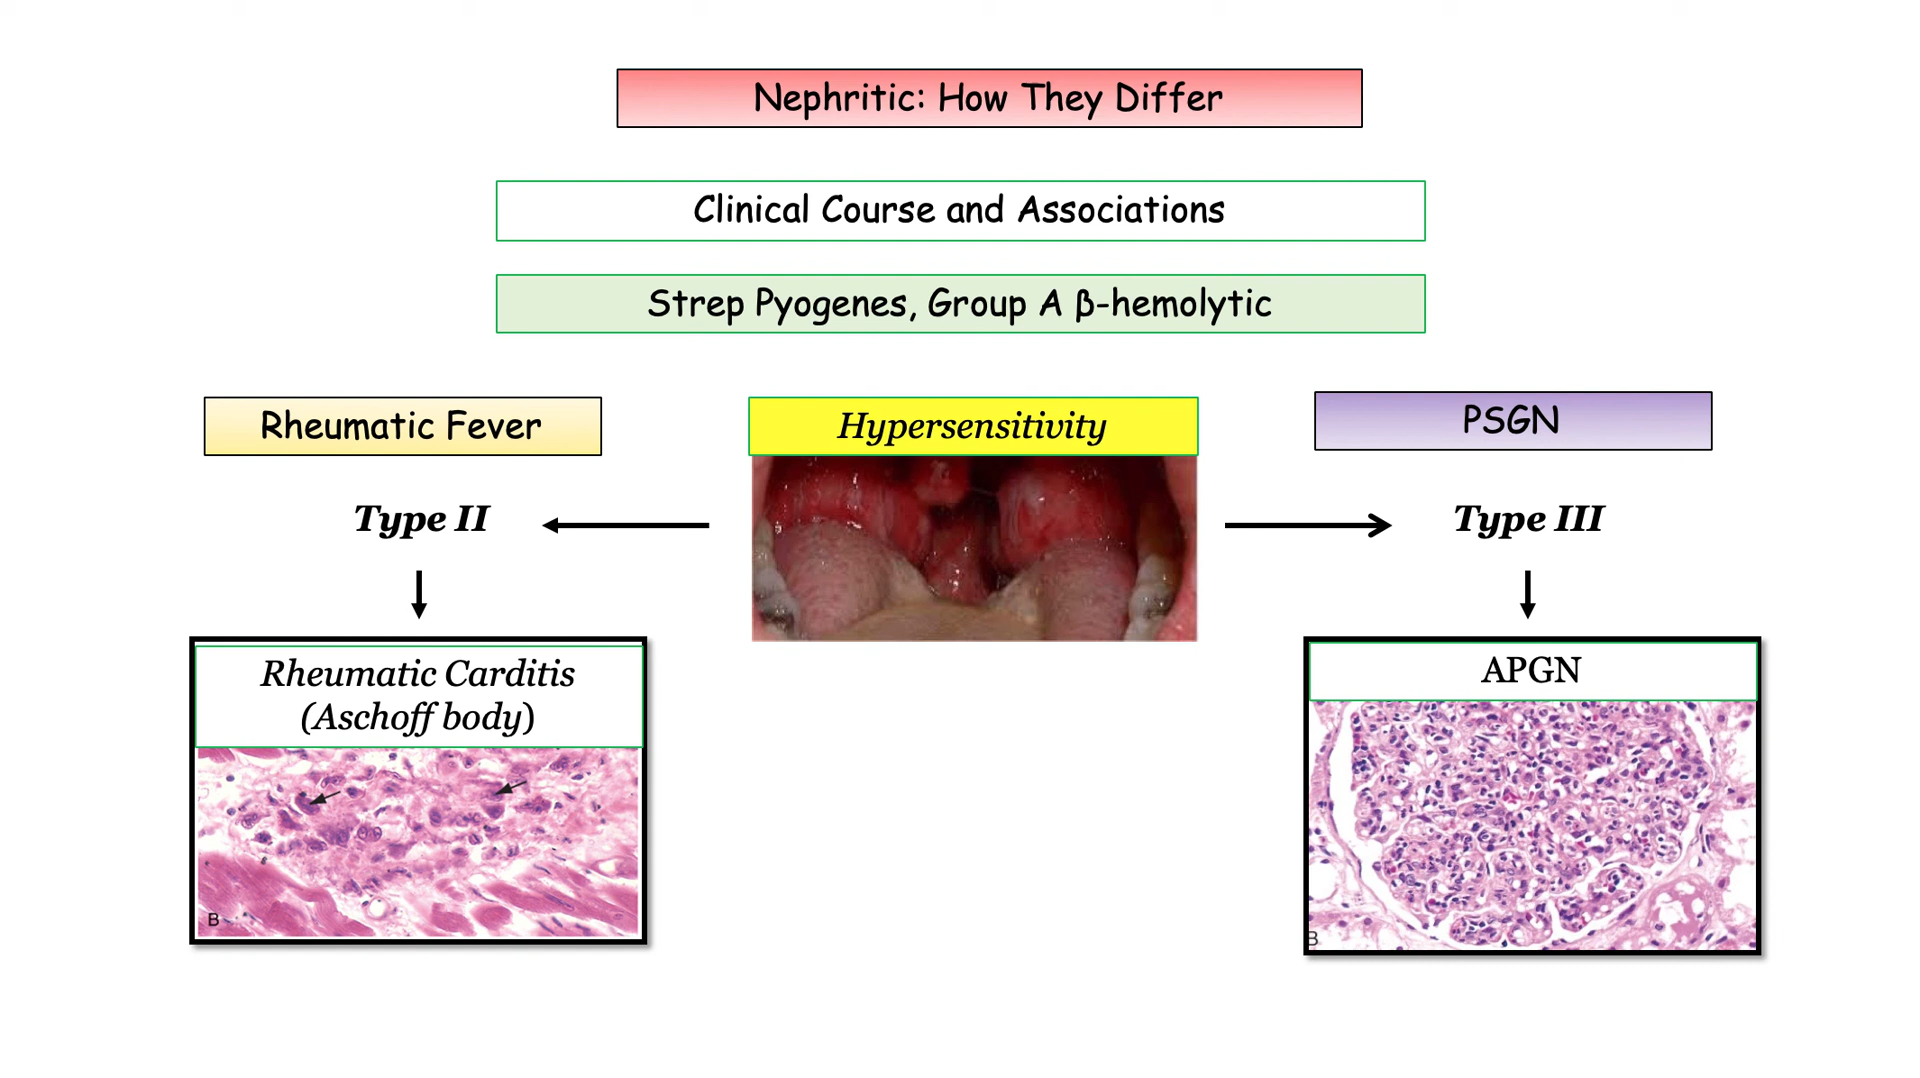 Nephritic: How They Differ
Clinical Course and Associations
Strep Pyogenes, Group A β-hemolytic
Rheumatic Fever
Hypersensitivity
PSGN
Type II
Type III
Rheumatic Carditis
(Aschoff body)
APGN
B
B